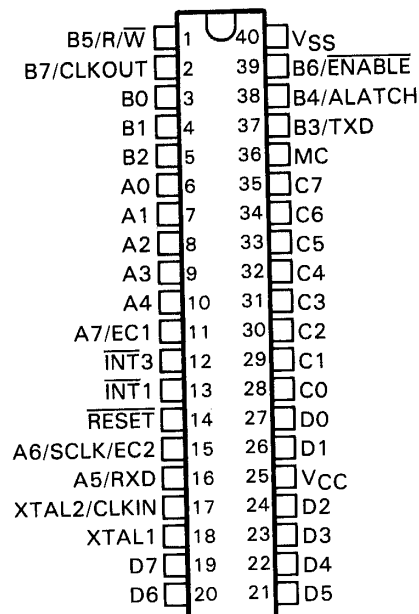 B5/R/W̅ 1 40 VSS
B7/CLKOUT 2 39 B6/E̅N̅A̅B̅L̅E̅
B0 3 38 B4/ALATCH
B1 4 37 B3/TXD
B2 5 36 MC
A0 6 35 C7
A1 7 34 C6
A2 8 33 C5
A3 9 32 C4
A4 10 31 C3
A7/EC1 11 30 C2
I̅N̅T̅3 12 29 C1
I̅N̅T̅1 13 28 C0
R̅E̅S̅E̅T̅ 14 27 D0
A6/SCLK/EC2 15 26 D1
A5/RXD 16 25 VCC
XTAL2/CLKIN 17 24 D2
XTAL1 18 23 D3
D7 19 22 D4
D6 20 21 D5